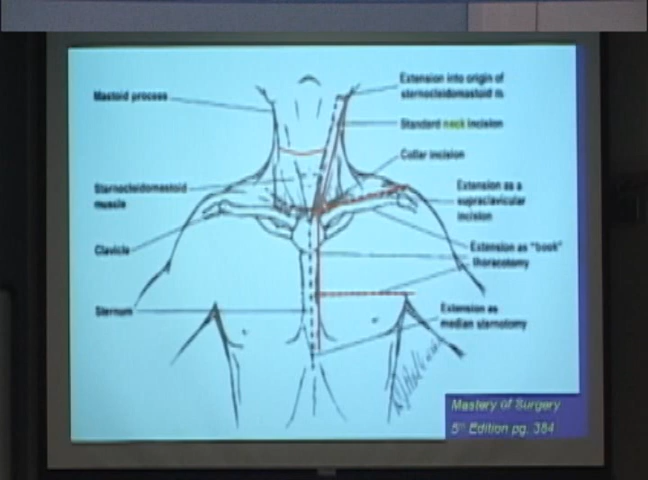 Mastoid process
Sternocleidomastoid
muscle
Clavicle
Sternum
Extension into origin of
sternocleidomastoid m.
Standard neck incision
Collar incision
Extension as a
supraclavicular
incision
Extension as "book"
thoracotomy
Extension as
median sternotomy
Mastery of Surgery
5th Edition pg. 384